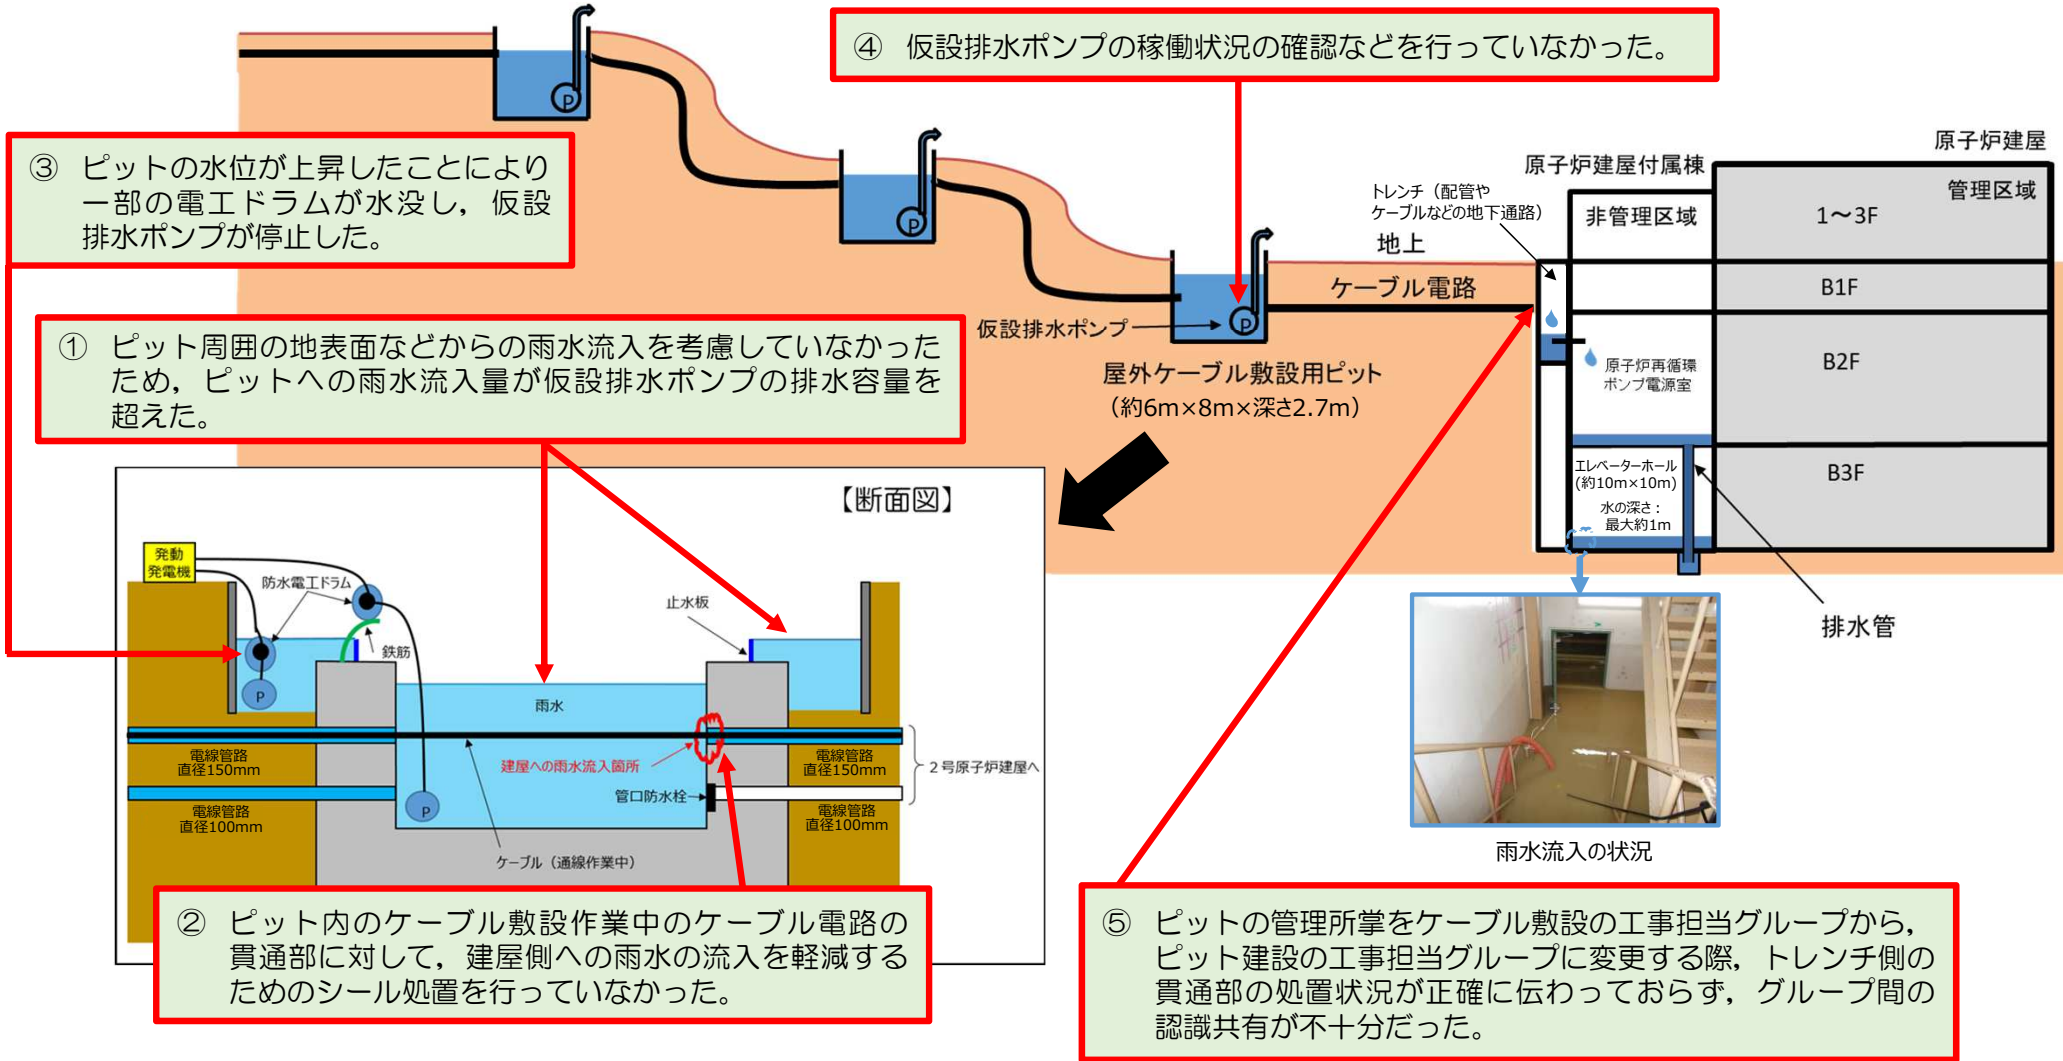 ④ 仮設排水ポンプの稼働状況の確認などを行っていなかった。
③ ピットの水位が上昇したことにより
一部の電工ドラムが水没し，仮設
排水ポンプが停止した。
① ピット周囲の地表面などからの雨水流入を考慮していなかった
ため，ピットへの雨水流入量が仮設排水ポンプの排水容量を
超えた。
P
P
P
仮設排水ポンプ
屋外ケーブル敷設用ピット
（約6m×8m×深さ2.7m）
地上
ケーブル電路
トレンチ（配管や
ケーブルなどの地下通路）
原子炉建屋付属棟
原子炉建屋
非管理区域
管理区域
1～3F
B1F
B2F
B3F
原子炉再循環
ポンプ電源室
エレベーターホール
(約10m×10m)
水の深さ：
最大約1m
排水管
雨水流入の状況
【断面図】
発動
発電機
防水電工ドラム
鉄筋
止水板
雨水
P
P
電線管路
直径150mm
電線管路
直径100mm
建屋への雨水流入箇所
管口防水栓
ケーブル（通線作業中）
電線管路
直径150mm
電線管路
直径100mm
２号原子炉建屋へ
② ピット内のケーブル敷設作業中のケーブル電路の
貫通部に対して，建屋側への雨水の流入を軽減する
ためのシール処置を行っていなかった。
⑤ ピットの管理所掌をケーブル敷設の工事担当グループから，
ピット建設の工事担当グループに変更する際，トレンチ側の
貫通部の処置状況が正確に伝わっておらず，グループ間の
認識共有が不十分だった。